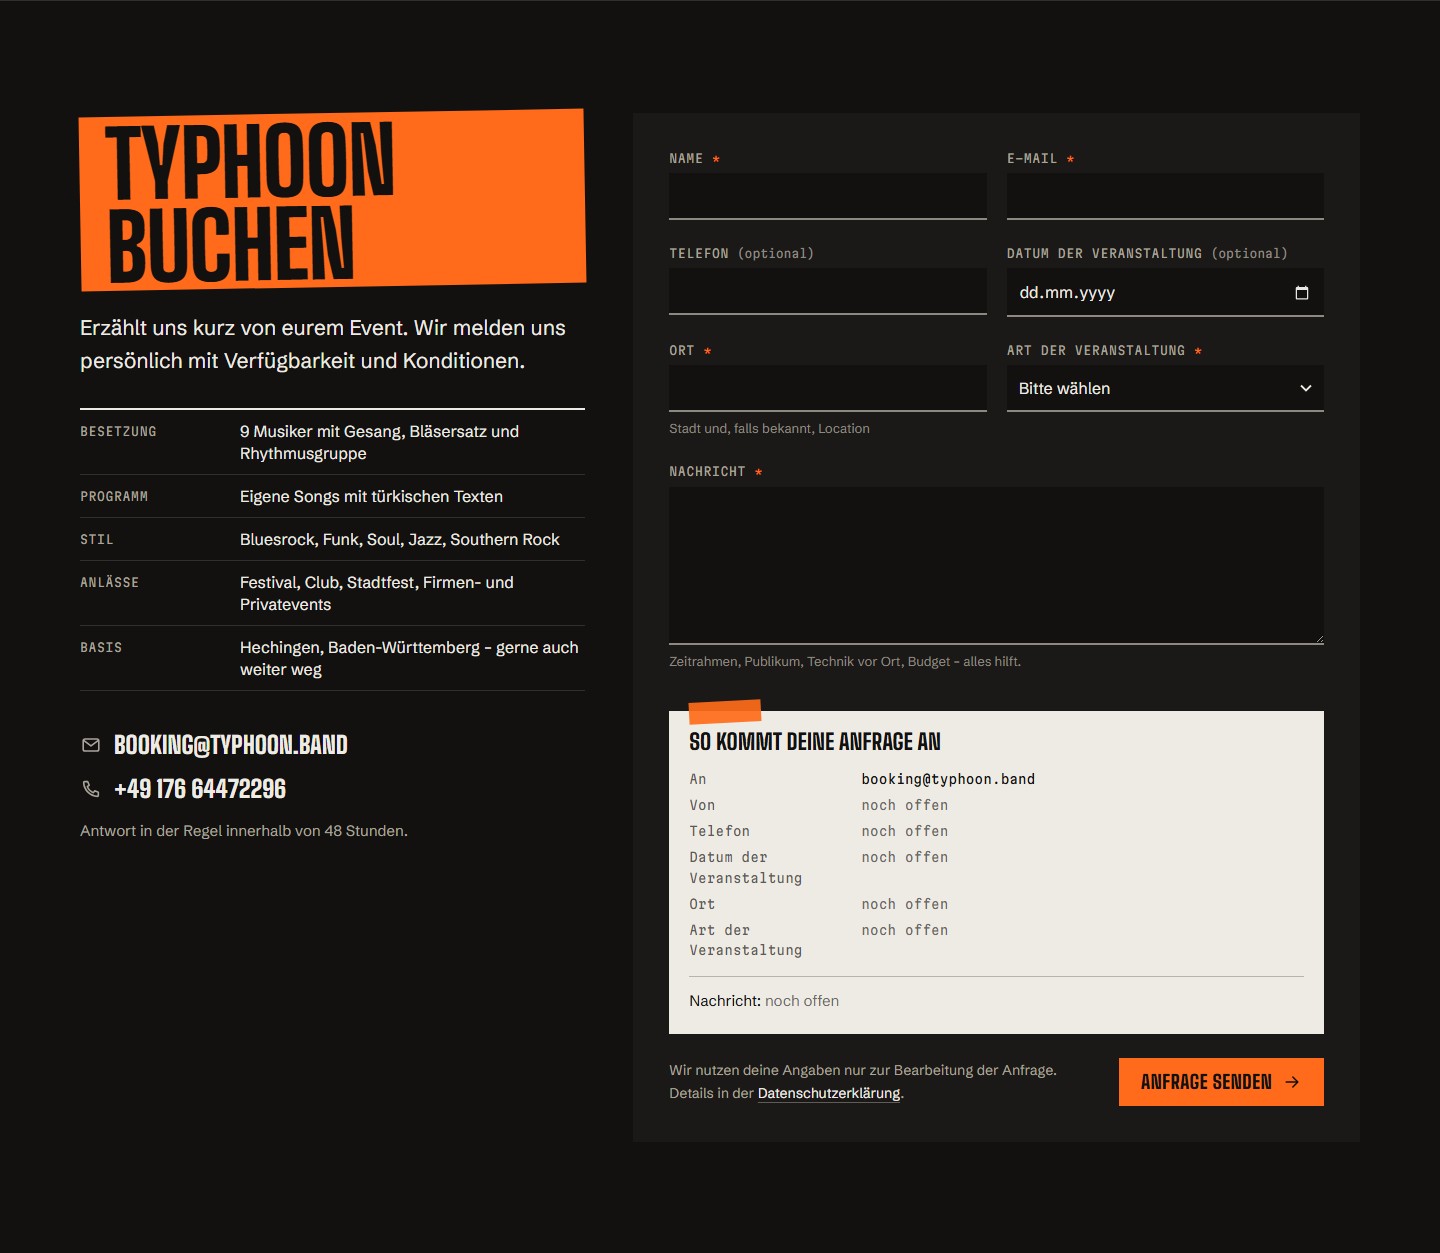 TYPHOON
BUCHEN
Erzählt uns kurz von eurem Event. Wir melden uns
persönlich mit Verfügbarkeit und Konditionen.
BESETZUNG 9 Musiker mit Gesang, Bläsersatz und
Rhythmusgruppe
PROGRAMM Eigene Songs mit türkischen Texten
STIL Bluesrock, Funk, Soul, Jazz, Southern Rock
ANLÄSSE Festival, Club, Stadtfest, Firmen- und
Privatevents
BASIS Hechingen, Baden-Württemberg – gerne auch
weiter weg
BOOKING@TYPHOON.BAND
+49 176 64472296
Antwort in der Regel innerhalb von 48 Stunden.
NAME * E-MAIL *
TELEFON (optional) DATUM DER VERANSTALTUNG (optional)
dd.mm.yyyy
ORT * ART DER VERANSTALTUNG *
Bitte wählen
Stadt und, falls bekannt, Location
NACHRICHT *
Zeitrahmen, Publikum, Technik vor Ort, Budget – alles hilft.
SO KOMMT DEINE ANFRAGE AN
An booking@typhoon.band
Von noch offen
Telefon noch offen
Datum der noch offen
Veranstaltung
Ort noch offen
Art der noch offen
Veranstaltung
Nachricht: noch offen
Wir nutzen deine Angaben nur zur Bearbeitung der Anfrage.
Details in der Datenschutzerklärung.
ANFRAGE SENDEN →